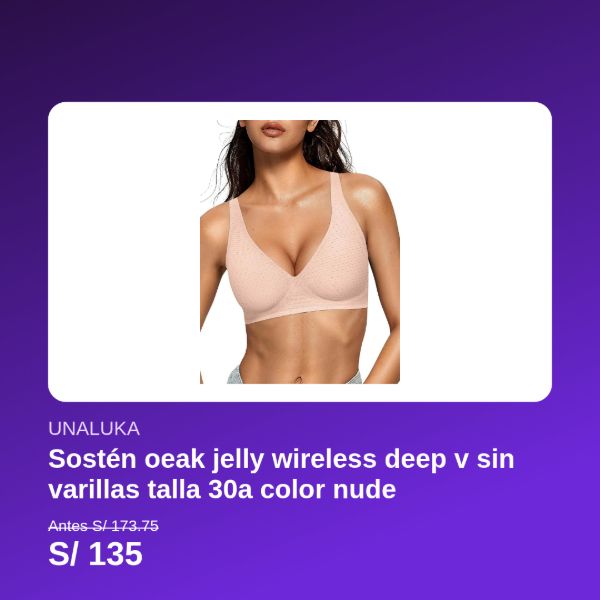 UNALUKA
Sostén oeak jelly wireless deep v sin
varillas talla 30a color nude
Antes S/ 173.75
S/ 135